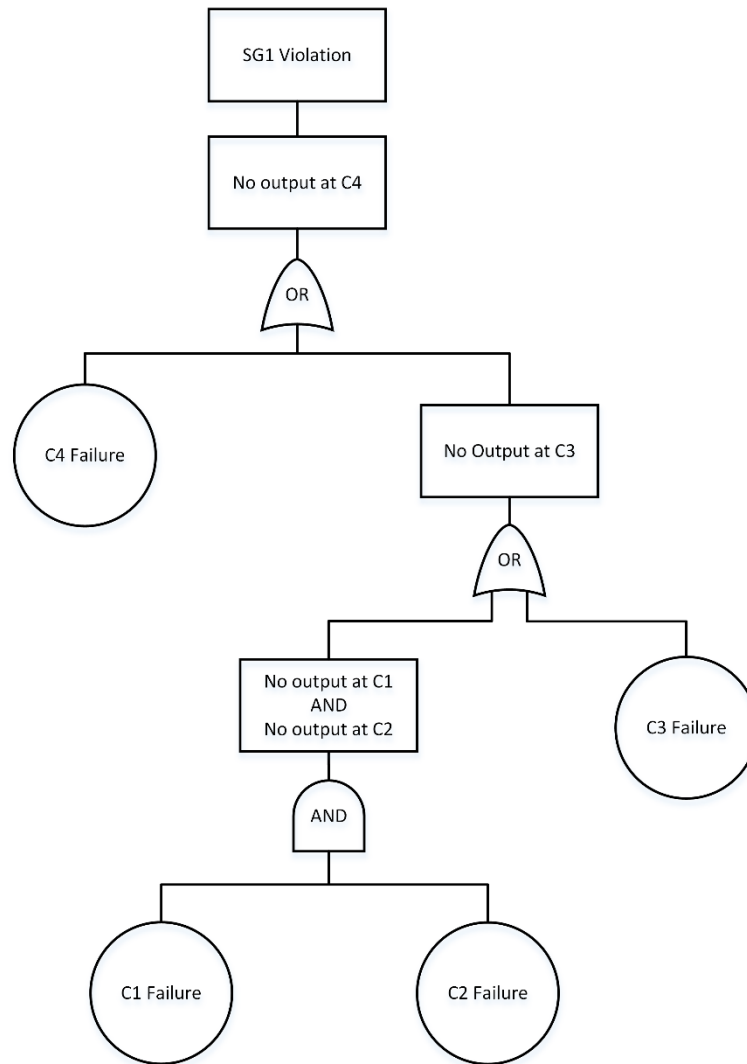 SG1 Violation
No output at C4
OR
C4 Failure
No Output at C3
OR
No output at C1
AND
No output at C2
C3 Failure
AND
C1 Failure
C2 Failure